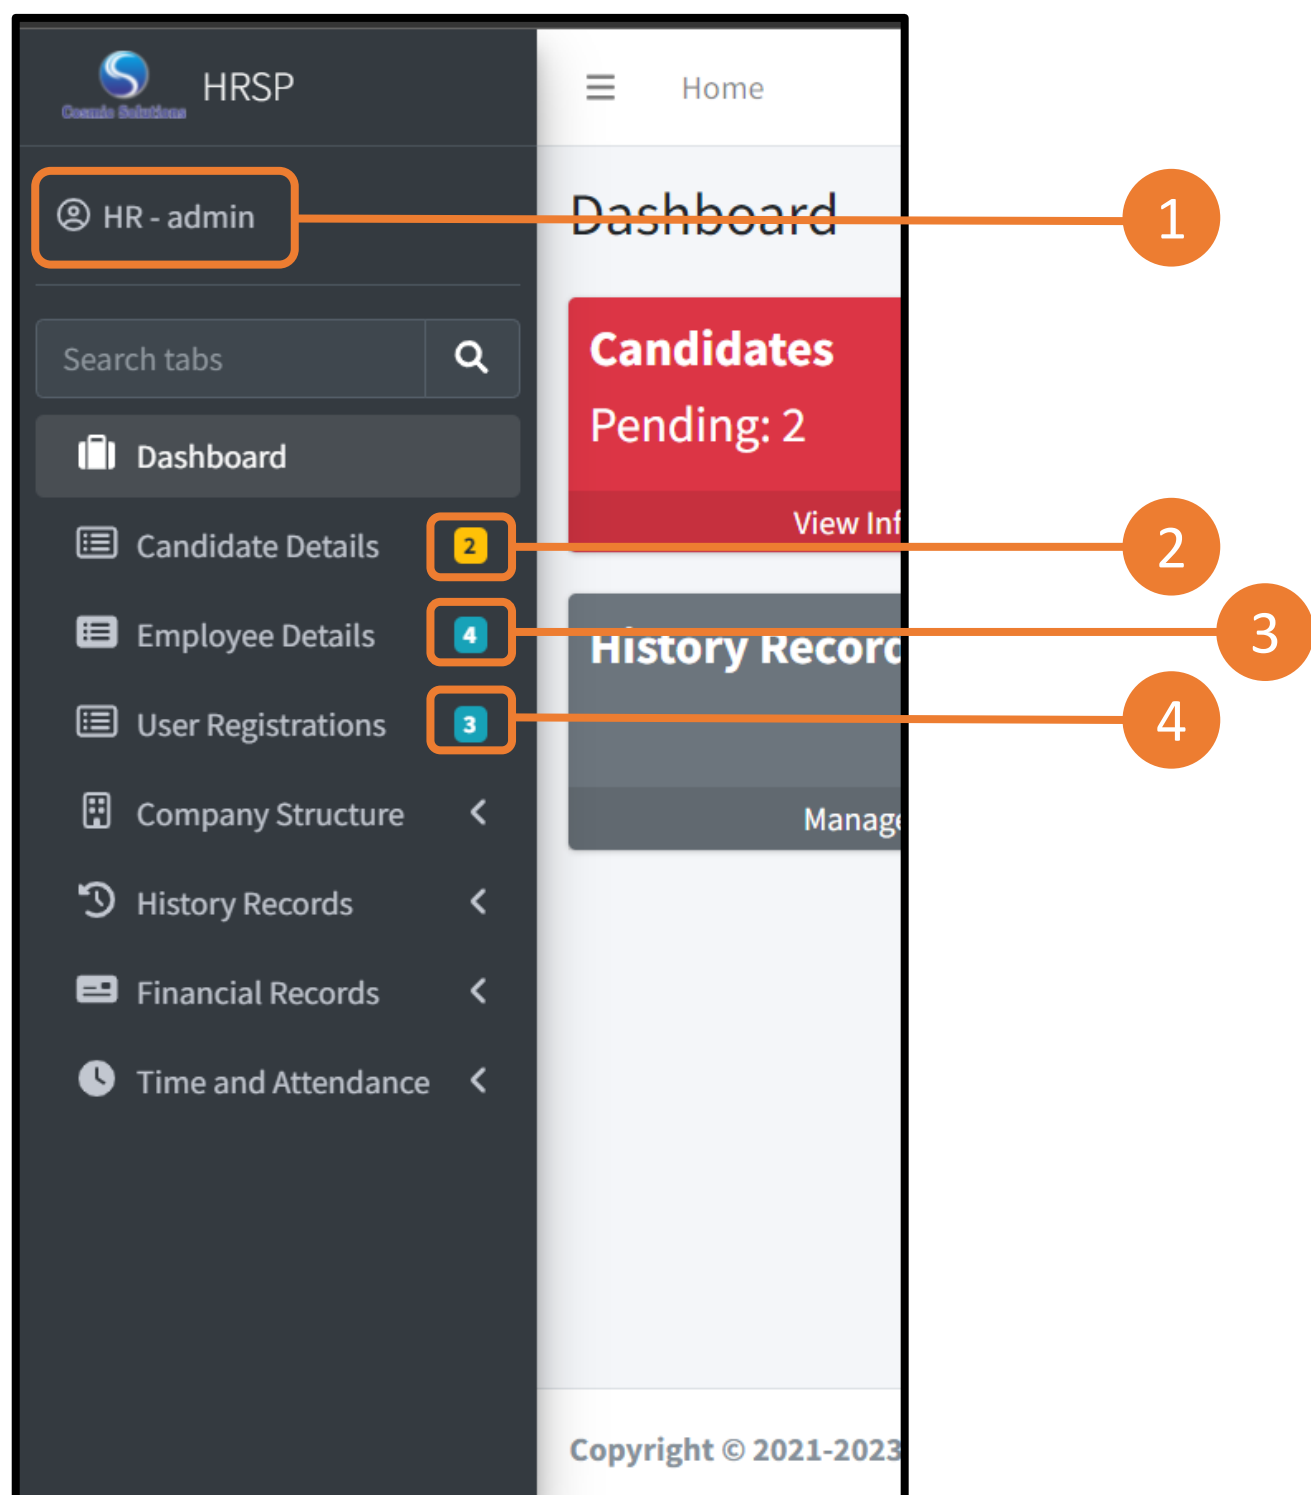 Cosmic Solutions
HRSP
Home
HR - admin
Dashboard
1
Search tabs
Candidates
Pending: 2
Dashboard
View Inf
Candidate Details
2
2
Employee Details
4
History Record
3
User Registrations
3
4
Company Structure
Manage
History Records
Financial Records
Time and Attendance
Copyright © 2021-2023